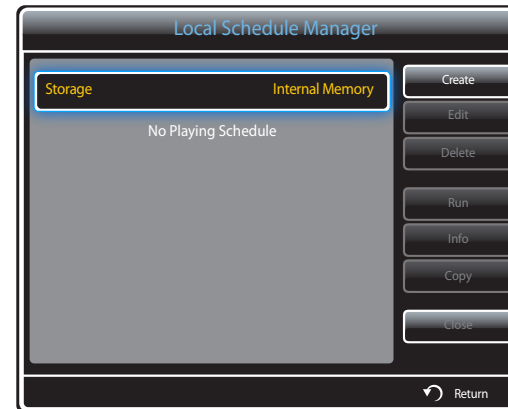 Local Schedule Manager
Storage Internal Memory
No Playing Schedule
Create
Edit
Delete
Run
Info
Copy
Close
Return